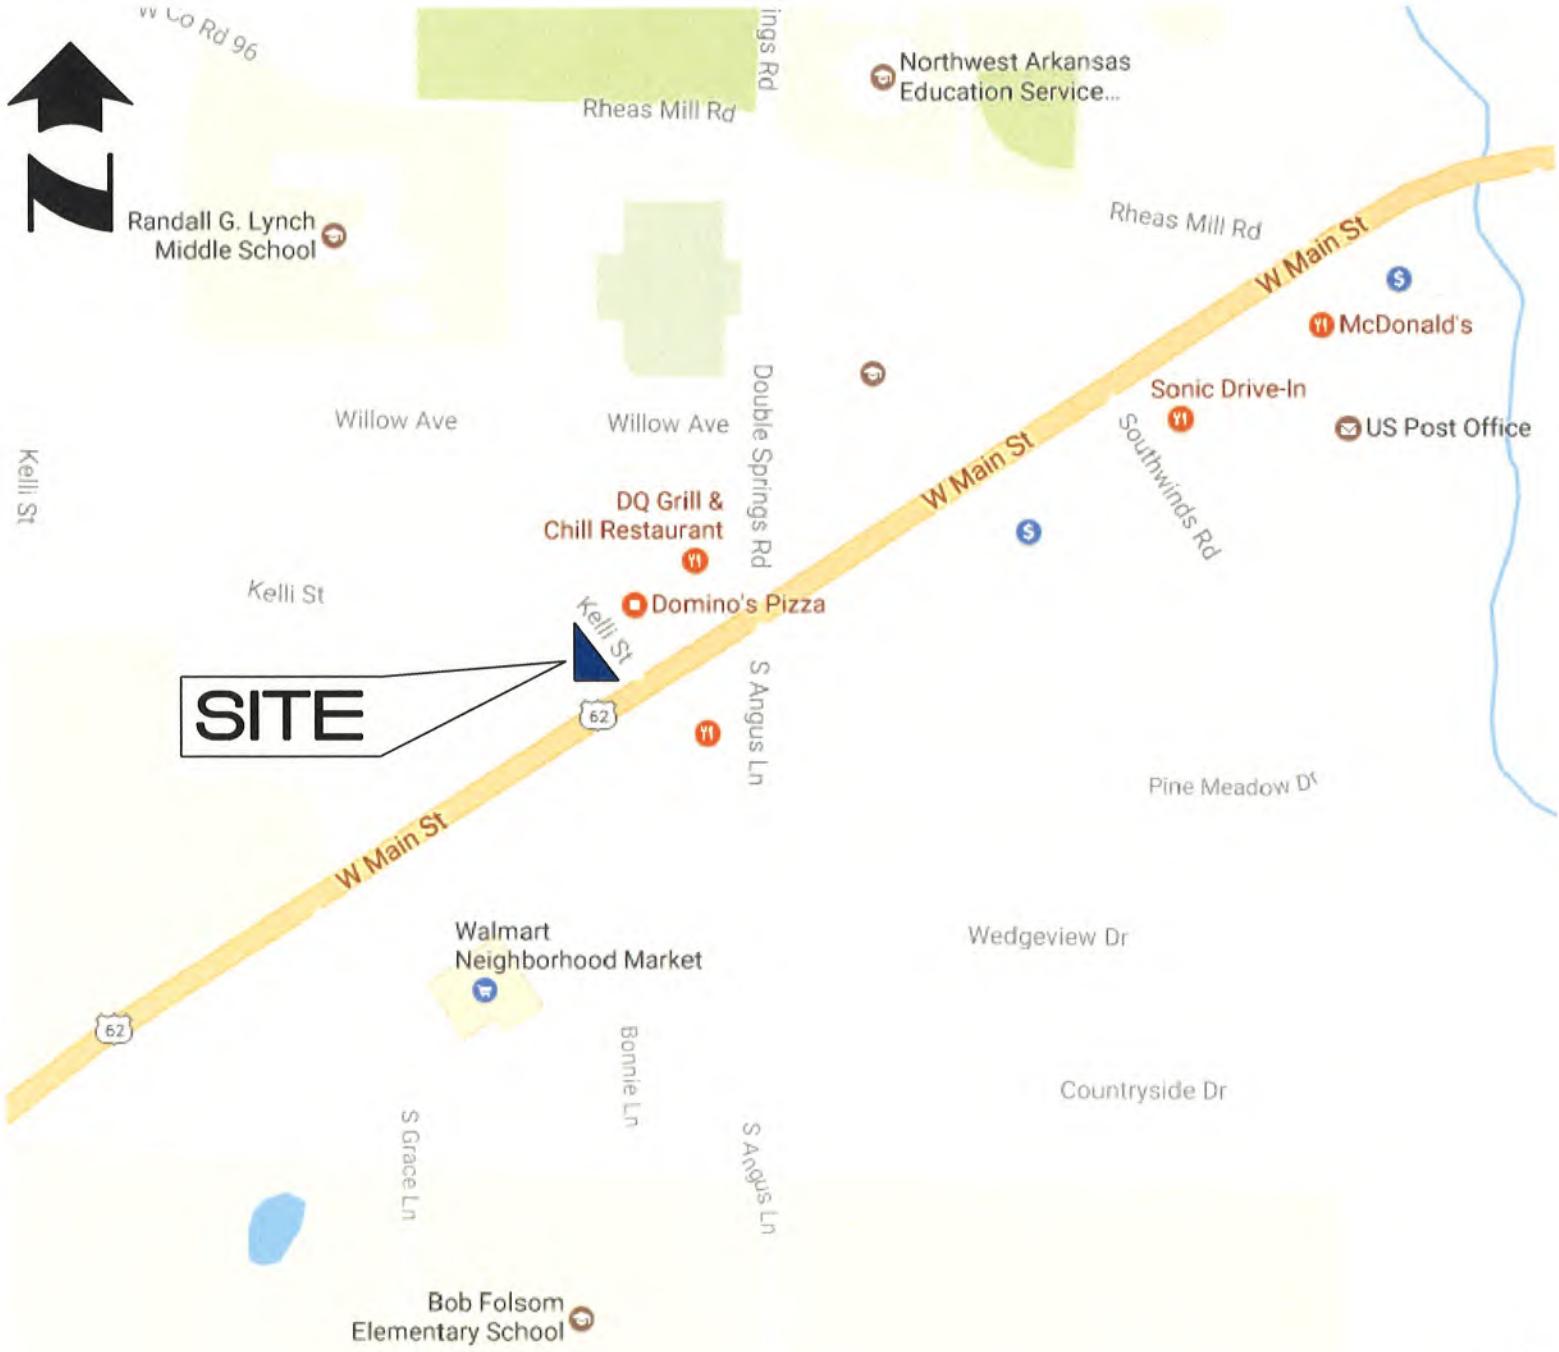 W Co Rd 96
ings Rd
Northwest Arkansas
Education Service...
Rheas Mill Rd
N
Randall G. Lynch
Middle School
Rheas Mill Rd
W Main St
$
McDonald's
Sonic Drive-In
Double Springs Rd
Willow Ave
Willow Ave
US Post Office
Southwinds Rd
Kelli St
W Main St
DQ Grill &
Chill Restaurant
$
Kelli St
Kelli St
Domino's Pizza
SITE
62
S Angus Ln
Pine Meadow Dr
W Main St
Walmart
Neighborhood Market
Wedgeview Dr
62
Bonnie Ln
Countryside Dr
S Grace Ln
S Angus Ln
Bob Folsom
Elementary School